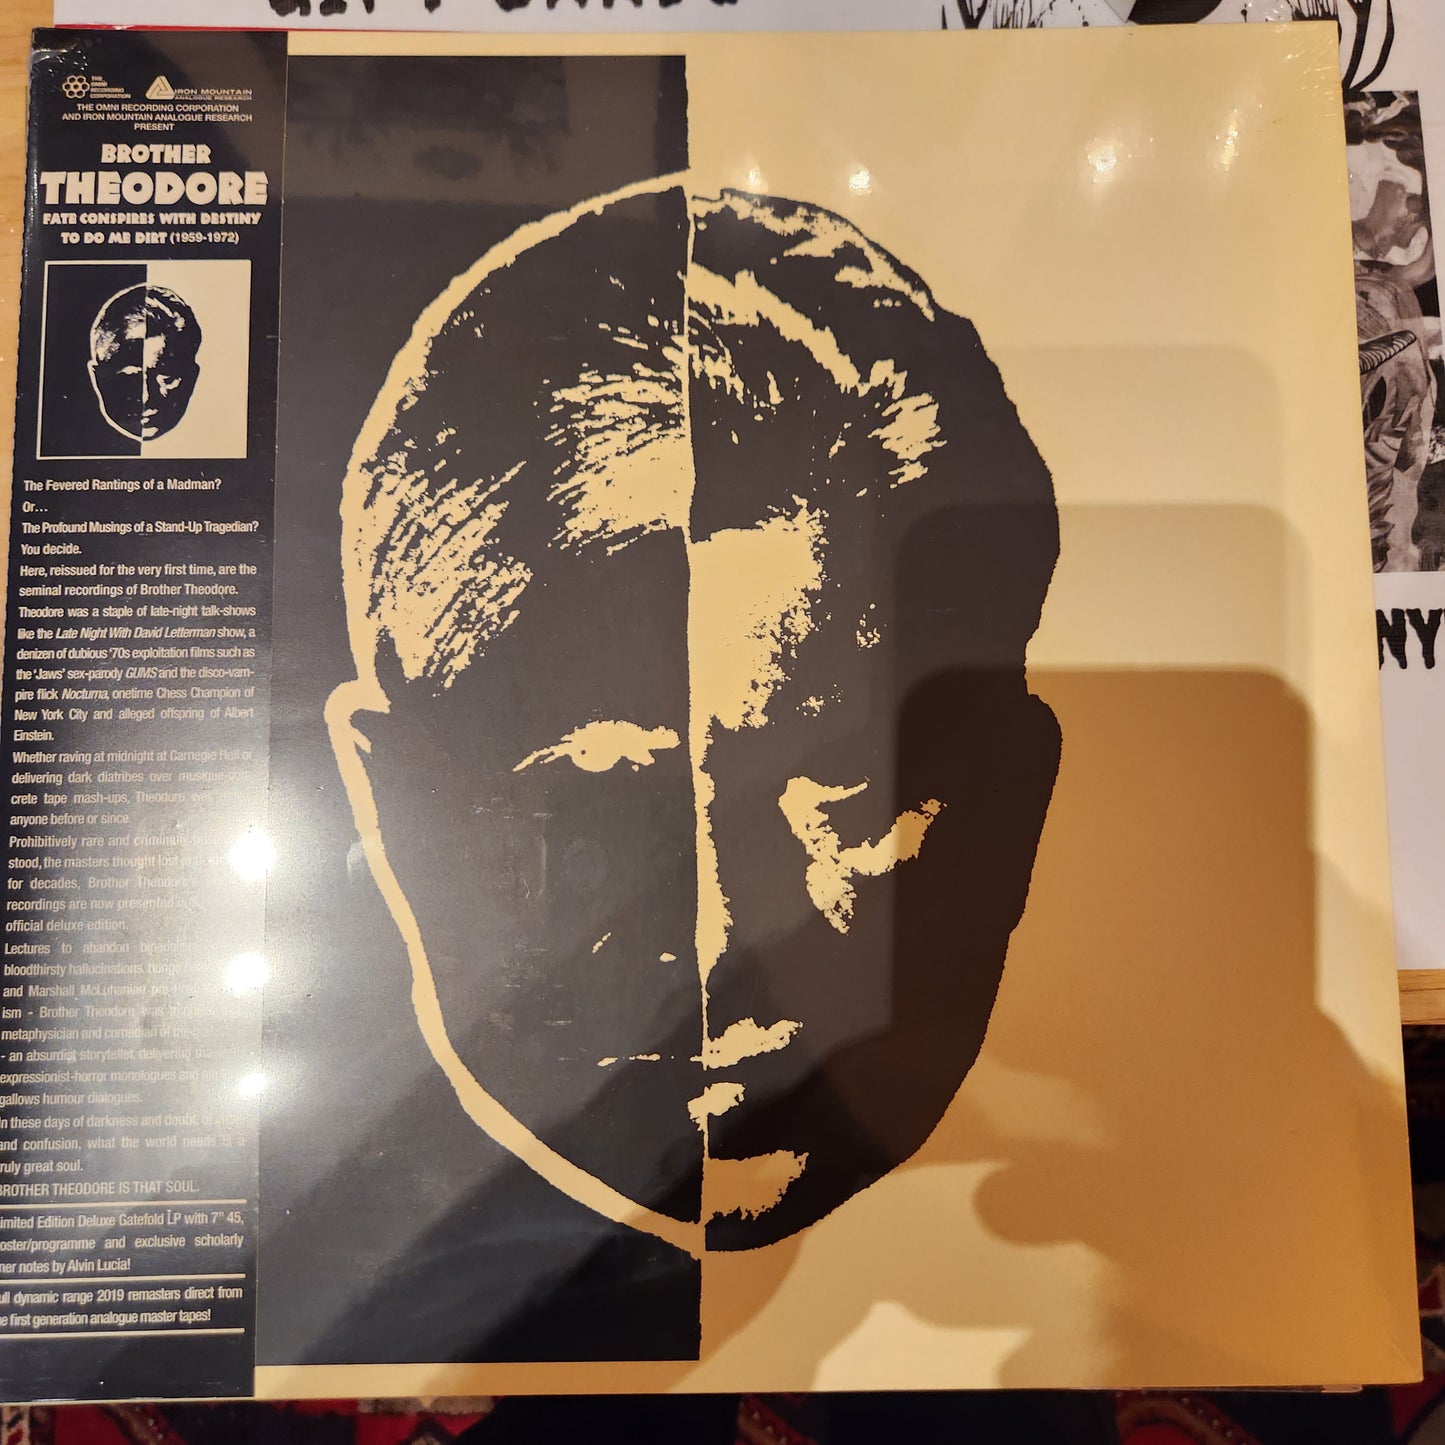 THE
OMNI
RECORDING
CORPORATION
IRON MOUNTAIN
ANALOGUE RESEARCH
THE OMNI RECORDING CORPORATION
AND IRON MOUNTAIN ANALOGUE RESEARCH
PRESENT
BROTHER
THEODORE
FATE CONSPIRES WITH DESTINY
TO DO ME DIRT (1959-1972)
The Fevered Rantings of a Madman?
Or...
The Profound Musings of a Stand-Up Tragedian?
You decide.
Here, reissued for the very first time, are the
seminal recordings of Brother Theodore.
Theodore was a staple of late-night talk-shows
like the Late Night With David Letterman show, a
denizen of dubious '70s exploitation films such as
the 'Jaws' sex-parody GUMS and the disco-vam-
pire flick Nocturna, onetime Chess Champion of
New York City and alleged offspring of Albert
Einstein.
Whether raving at midnight at Carnegie Hall or
delivering dark diatribes over musique-con-
crete tape mash-ups, Theodore was
anyone before or since.
Prohibitively rare and criminally
stood, the masters thought lost
for decades, Brother Theodore's
recordings are now presented in
official deluxe edition.
Lectures to abandon
bloodthirsty hallucinations,
and Marshall McLuhanian
ism - Brother Theodore was
metaphysician and comedian of the
- an absurdist storyteller, delivering
expressionist-horror monologues and
gallows humour dialogues.
In these days of darkness and doubt, of
and confusion, what the world needs is a
ruly great soul.
BROTHER THEODORE IS THAT SOUL.
imited Edition Deluxe Gatefold LP with 7" 45,
oster/programme and exclusive scholarly
ner notes by Alvin Lucia!
ull dynamic range 2019 remasters direct from
e first generation analogue master tapes!
NY